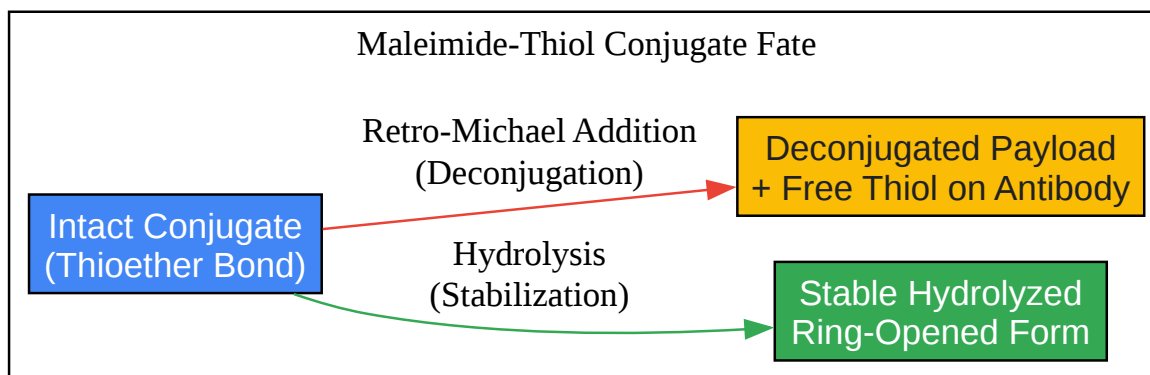 Maleimide-Thiol Conjugate Fate
Retro-Michael Addition
(Deconjugation)
Deconjugated Payload
+ Free Thiol on Antibody
Intact Conjugate
(Thioether Bond)
Hydrolysis
(Stabilization)
Stable Hydrolyzed
Ring-Opened Form